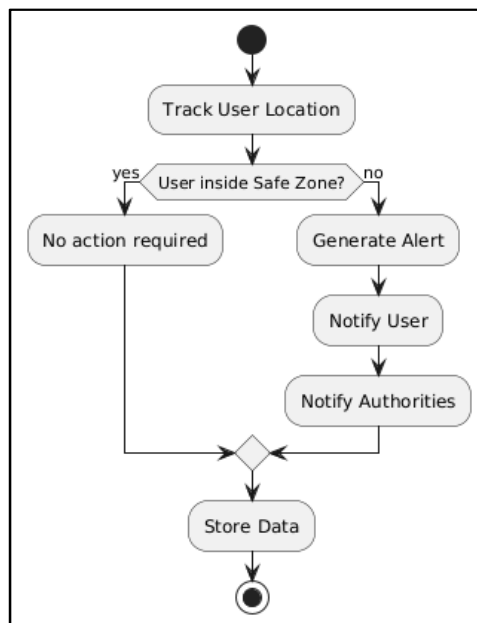 Track User Location
User inside Safe Zone?
yes
no
No action required
Generate Alert
Notify User
Notify Authorities
Store Data